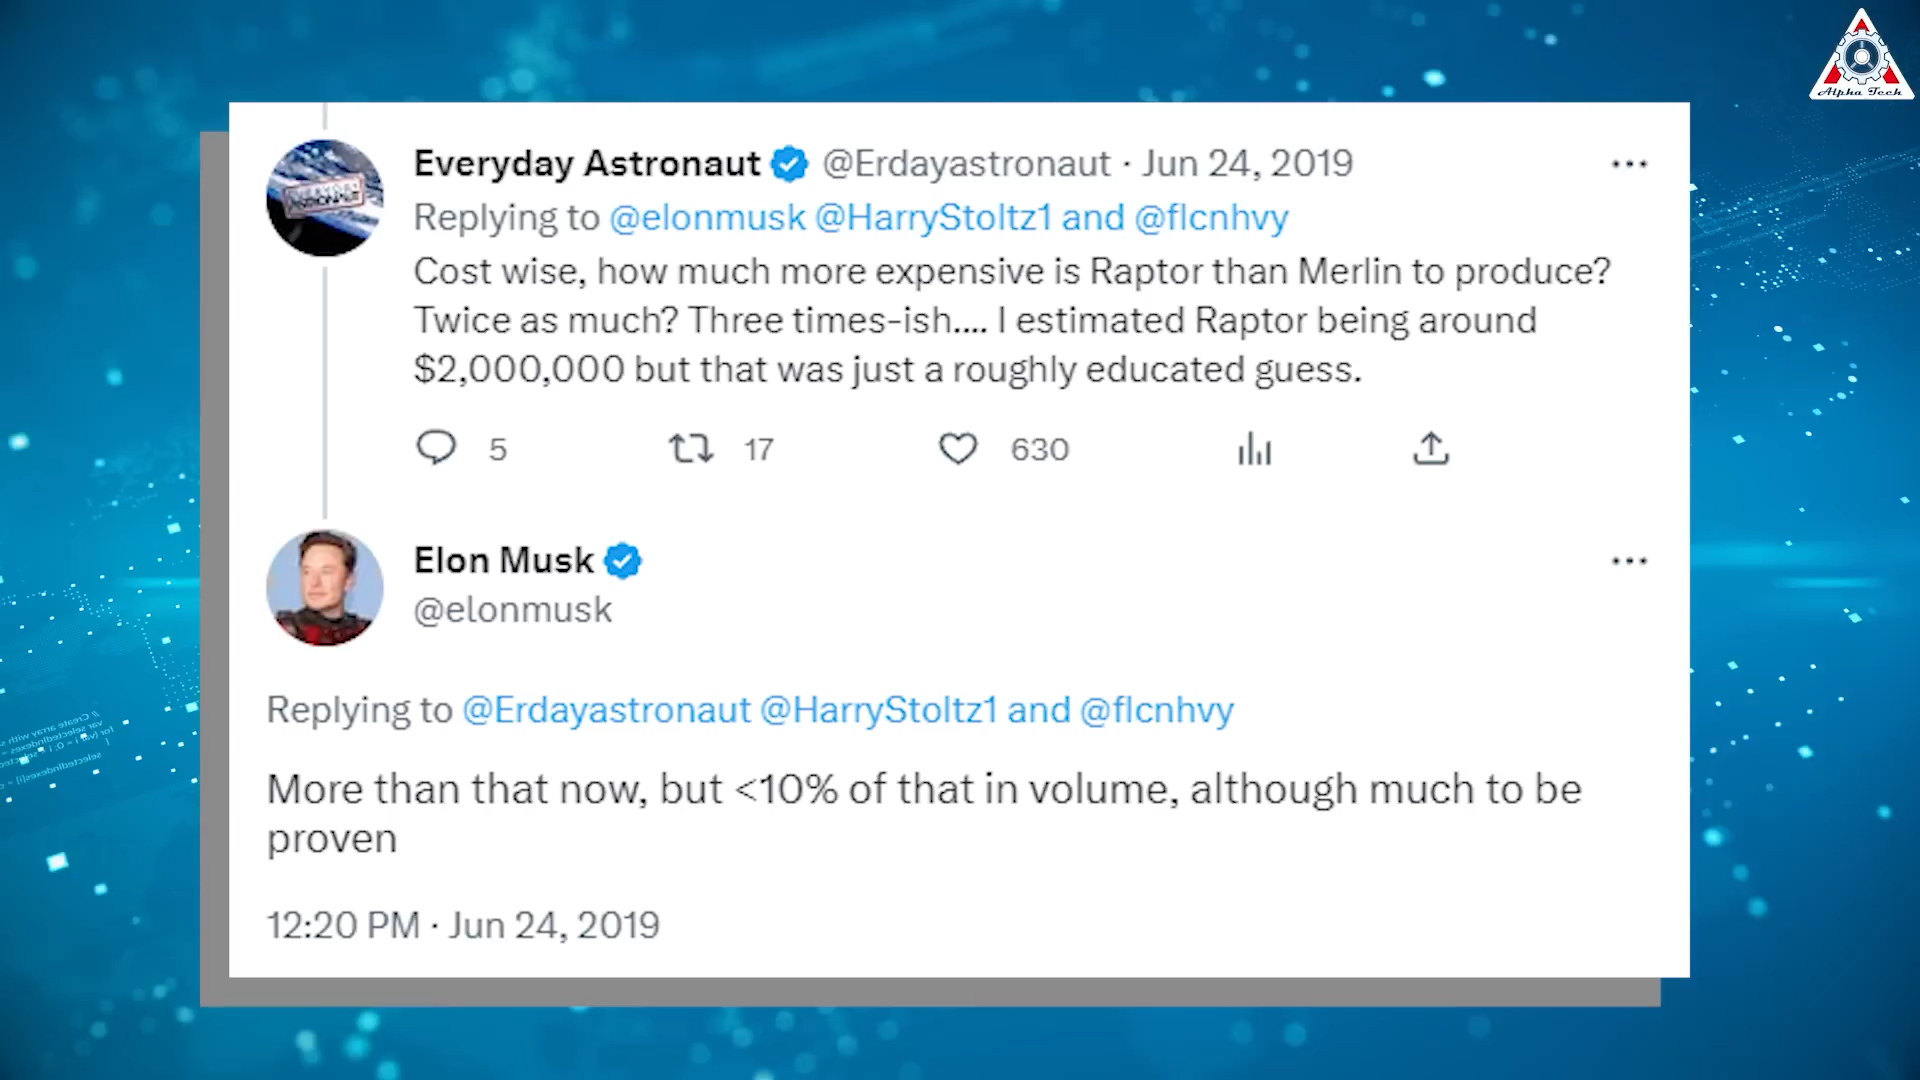 Alpha Tech
Everyday Astronaut @Erdayastronaut · Jun 24, 2019
Replying to @elonmusk @HarryStoltz1 and @flcnhvy
Cost wise, how much more expensive is Raptor than Merlin to produce?
Twice as much? Three times-ish.... I estimated Raptor being around
$2,000,000 but that was just a roughly educated guess.
5 17 630
Elon Musk
@elonmusk
Replying to @Erdayastronaut @HarryStoltz1 and @flcnhvy
More than that now, but <10% of that in volume, although much to be
proven
12:20 PM · Jun 24, 2019